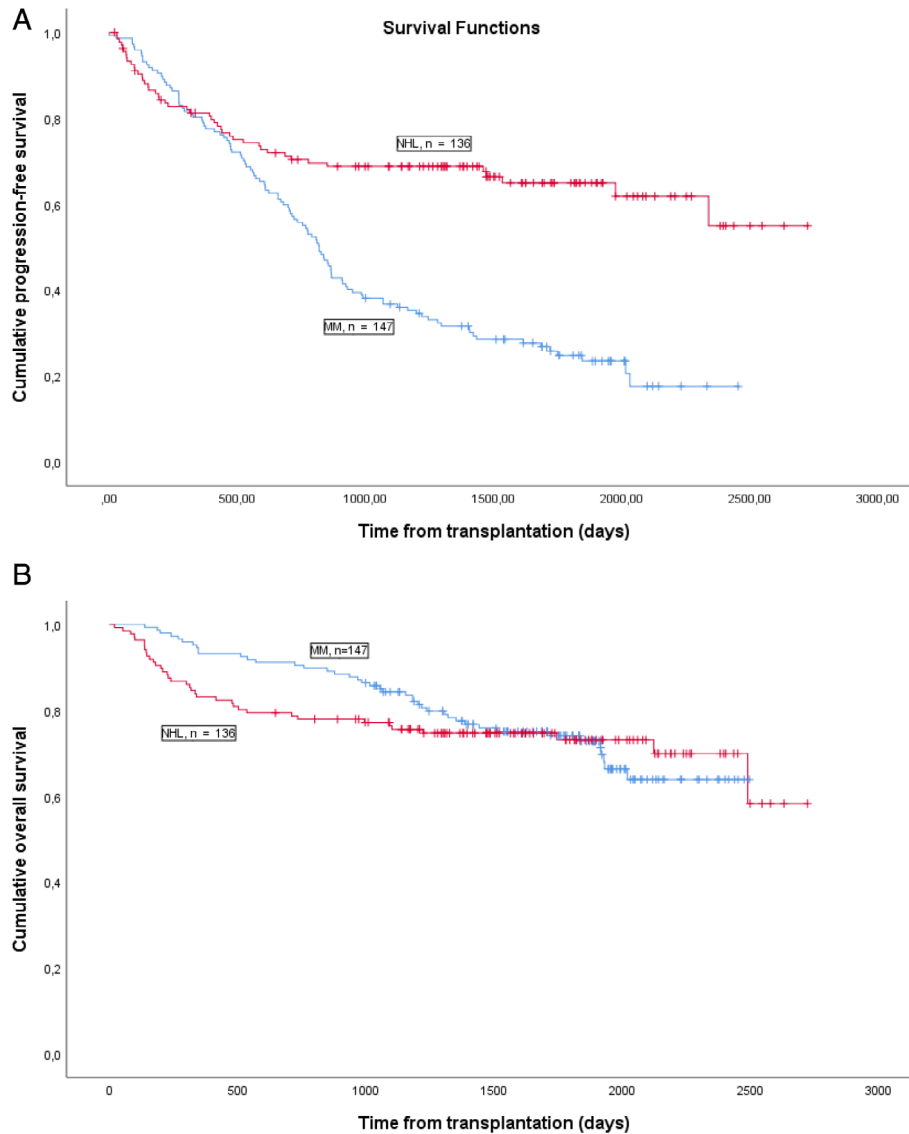 A
Survival Functions
1,0
0,8
0,6
0,4
0,2
0,0
Cumulative progression-free survival
NHL, n = 136
MM, n = 147
,00
500,00
1000,00
1500,00
2000,00
2500,00
3000,00
Time from transplantation (days)
B
1,0
0,8
0,6
0,4
0,2
0,0
Cumulative overall survival
MM, n=147
NHL, n = 136
0
500
1000
1500
2000
2500
3000
Time from transplantation (days)